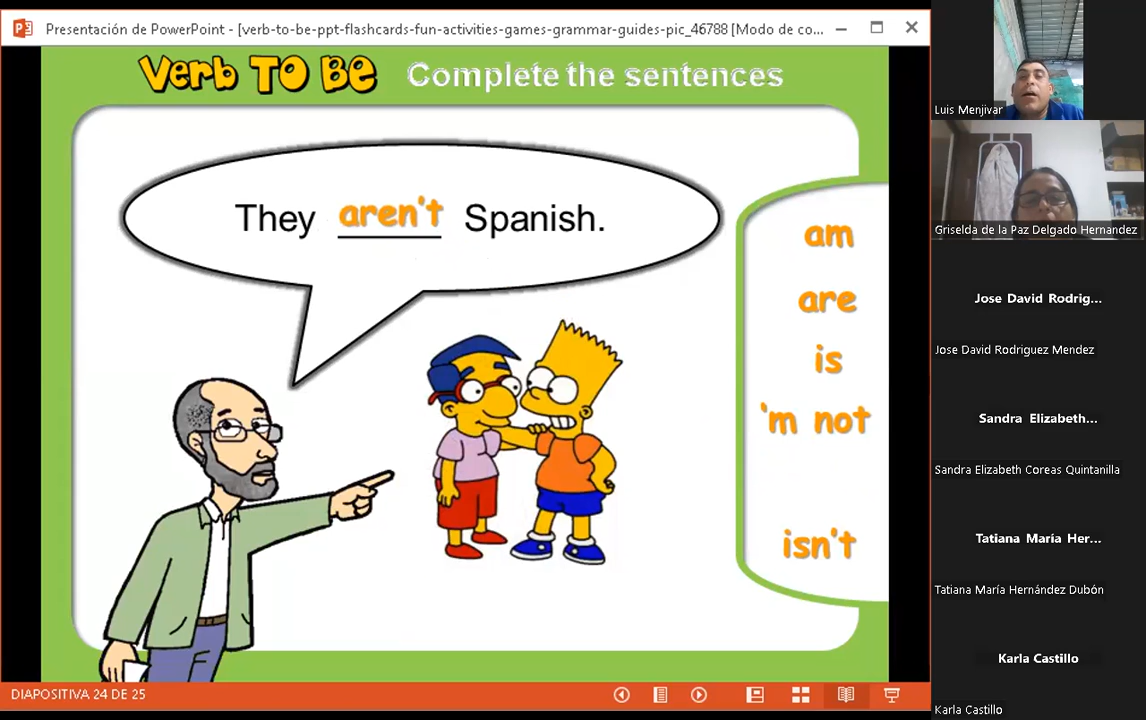 Presentación de PowerPoint - [verb-to-be-ppt-flashcards-fun-activities-games-grammar-guides-pic_46788 [Modo de co...
Verb TO BE Complete the sentences
They aren't Spanish.
am
are
is
'm not
isn't
DIAPOSITIVA 24 DE 25
Luis Menjivar
Griselda de la Paz Delgado Hernandez
Jose David Rodrig...
Jose David Rodriguez Mendez
Sandra Elizabeth...
Sandra Elizabeth Coreas Quintanilla
Tatiana María Her...
Tatiana María Hernández Dubón
Karla Castillo
Karla Castillo